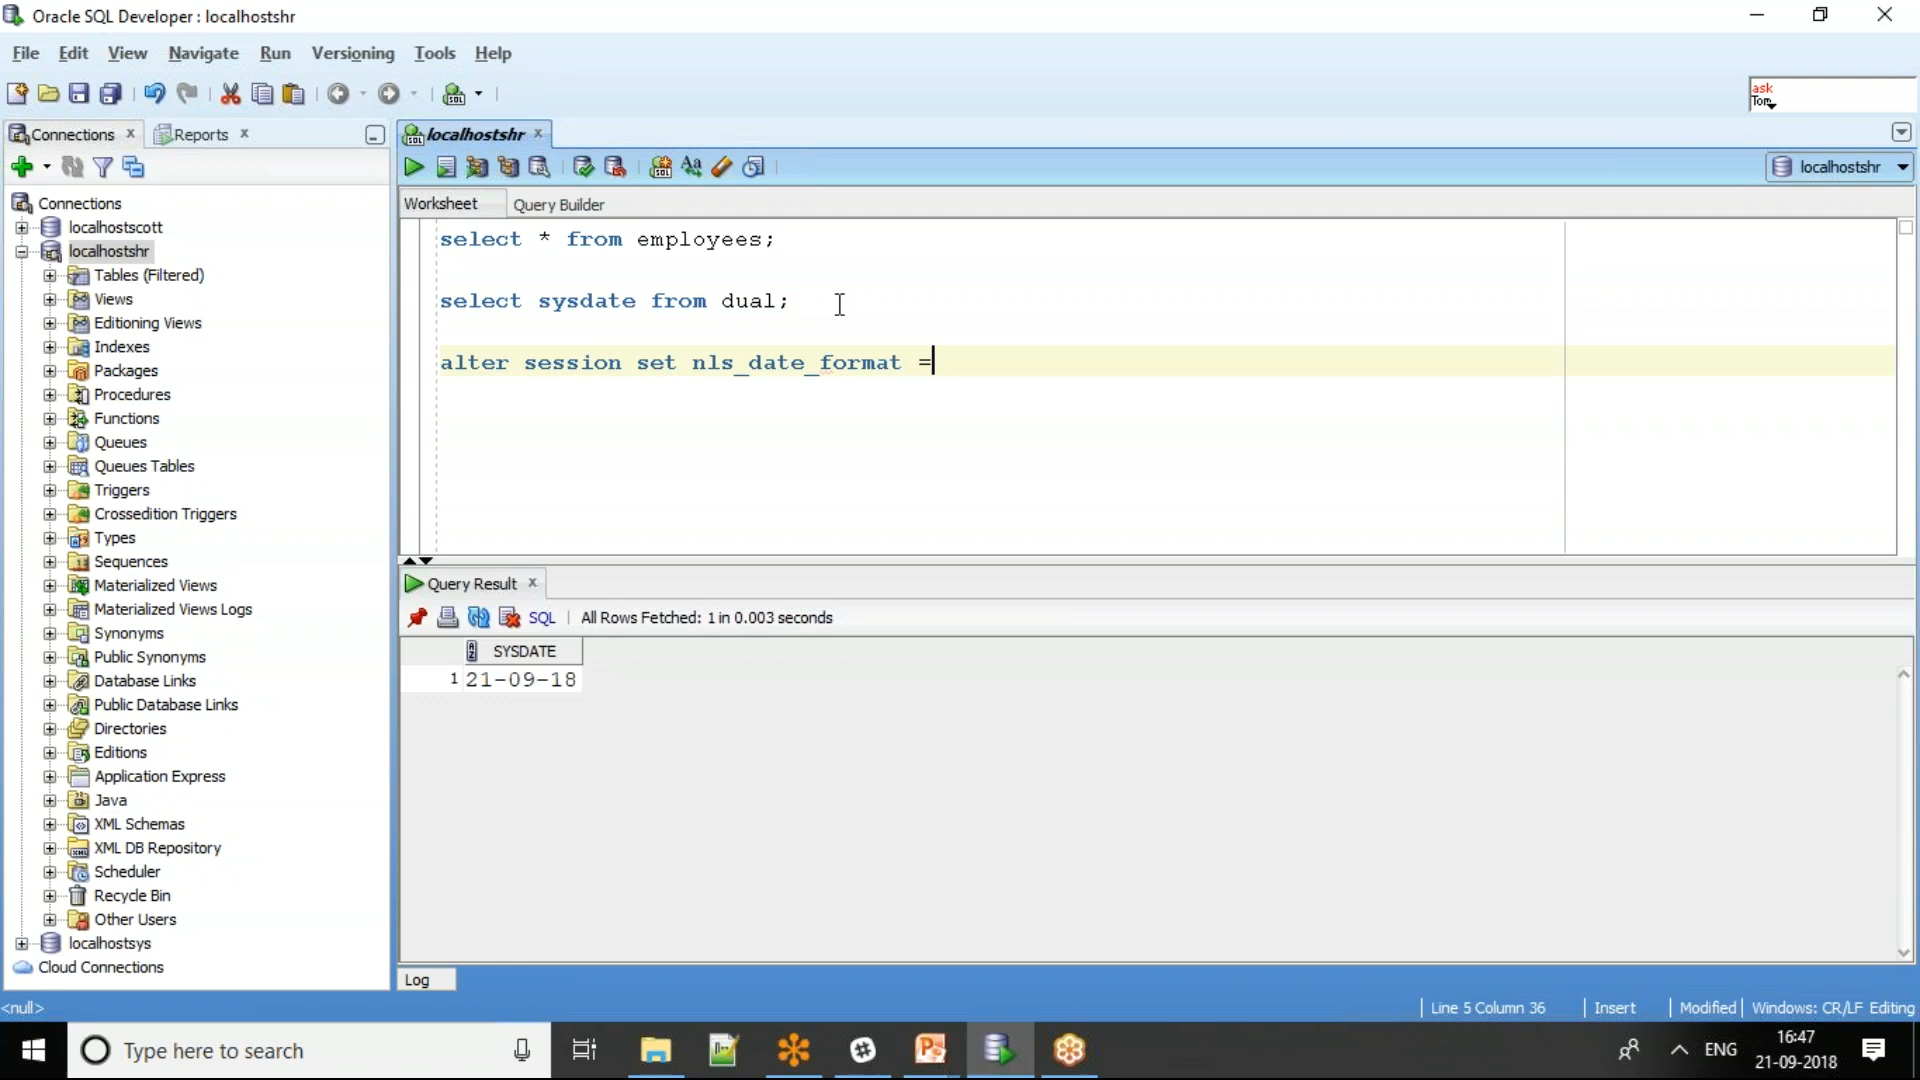 Oracle SQL Developer : localhostshr
File Edit View Navigate Run Versioning Tools Help
ask
Tom
Connections Reports
localhostshr
localhostshr
Worksheet Query Builder
Connections
localhostscott
localhostshr
Tables (Filtered)
Views
Editioning Views
Indexes
Packages
Procedures
Functions
Queues
Queues Tables
Triggers
Crossedition Triggers
Types
Sequences
Materialized Views
Materialized Views Logs
Synonyms
Public Synonyms
Database Links
Public Database Links
Directories
Editions
Application Express
Java
XML Schemas
XML DB Repository
Scheduler
Recycle Bin
Other Users
localhostsys
Cloud Connections
select * from employees;
select sysdate from dual;
alter session set nls_date_format =
Query Result
SQL All Rows Fetched: 1 in 0.003 seconds
SYSDATE
1 21-09-18
Log
<null>
Line 5 Column 36 Insert Modified Windows: CR/LF Editing
Type here to search
ENG
16:47
21-09-2018